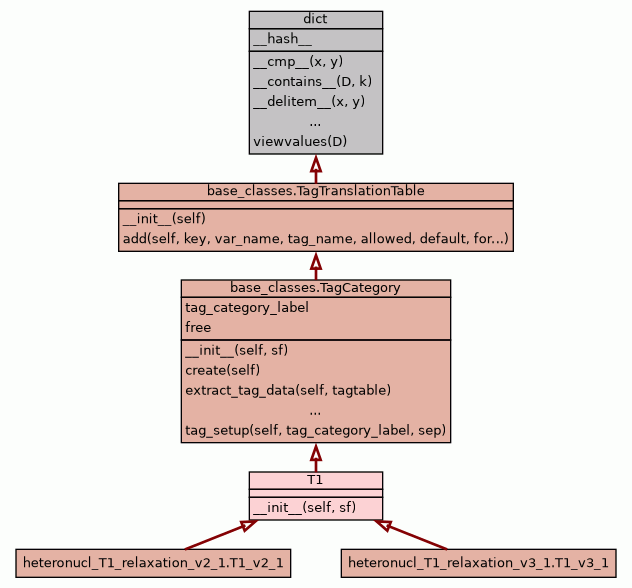 dict
__hash__
__cmp__(x, y)
__contains__(D, k)
__delitem__(x, y)
...
viewvalues(D)
base_classes.TagTranslationTable
__init__(self)
add(self, key, var_name, tag_name, allowed, default, for...)
base_classes.TagCategory
tag_category_label
free
__init__(self, sf)
create(self)
extract_tag_data(self, tagtable)
...
tag_setup(self, tag_category_label, sep)
T1
__init__(self, sf)
heteronucl_T1_relaxation_v2_1.T1_v2_1
heteronucl_T1_relaxation_v3_1.T1_v3_1